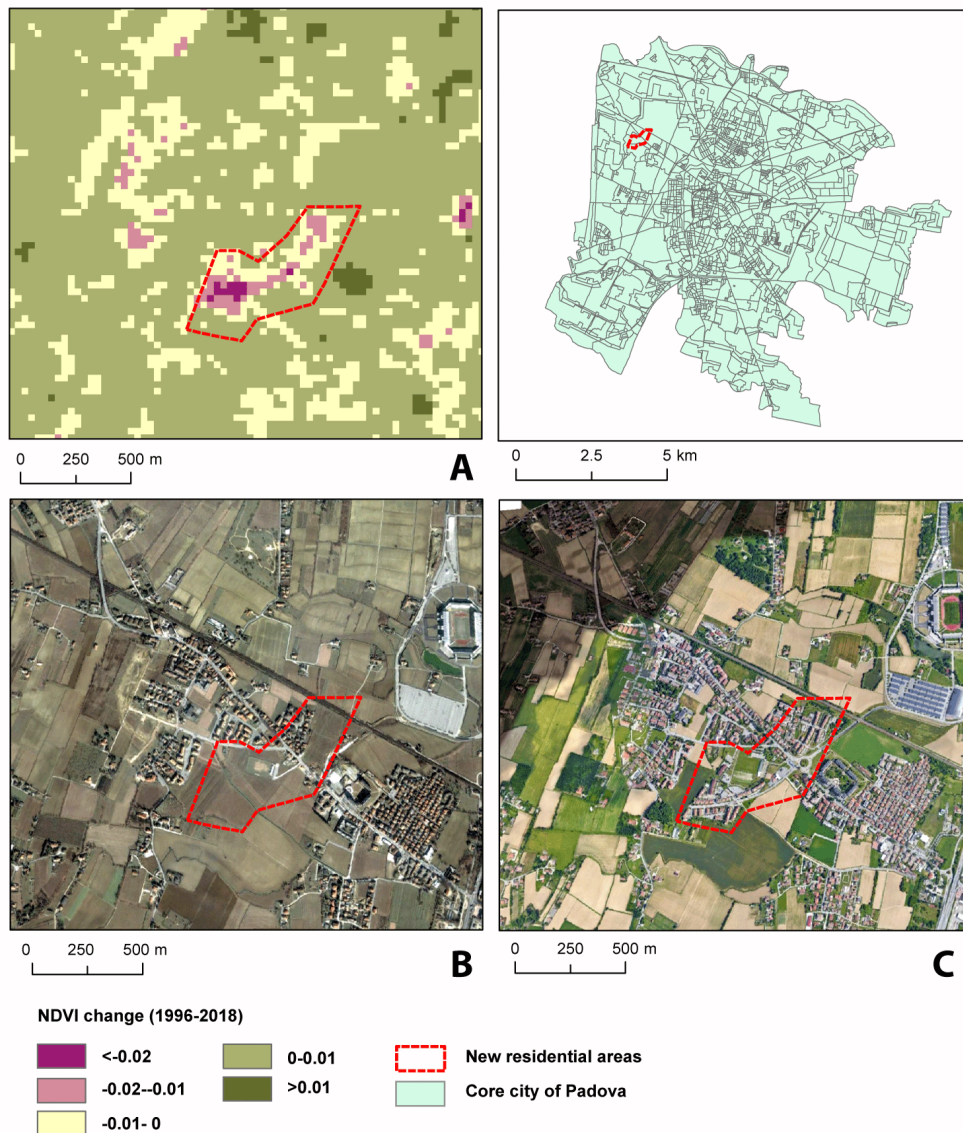 0 250 500 m
A
0 2.5 5 km
0 250 500 m
B
0 250 500 m
C
NDVI change (1996-2018)
<-0.02
0-0.01
New residential areas
-0.02--0.01
>0.01
Core city of Padova
-0.01- 0